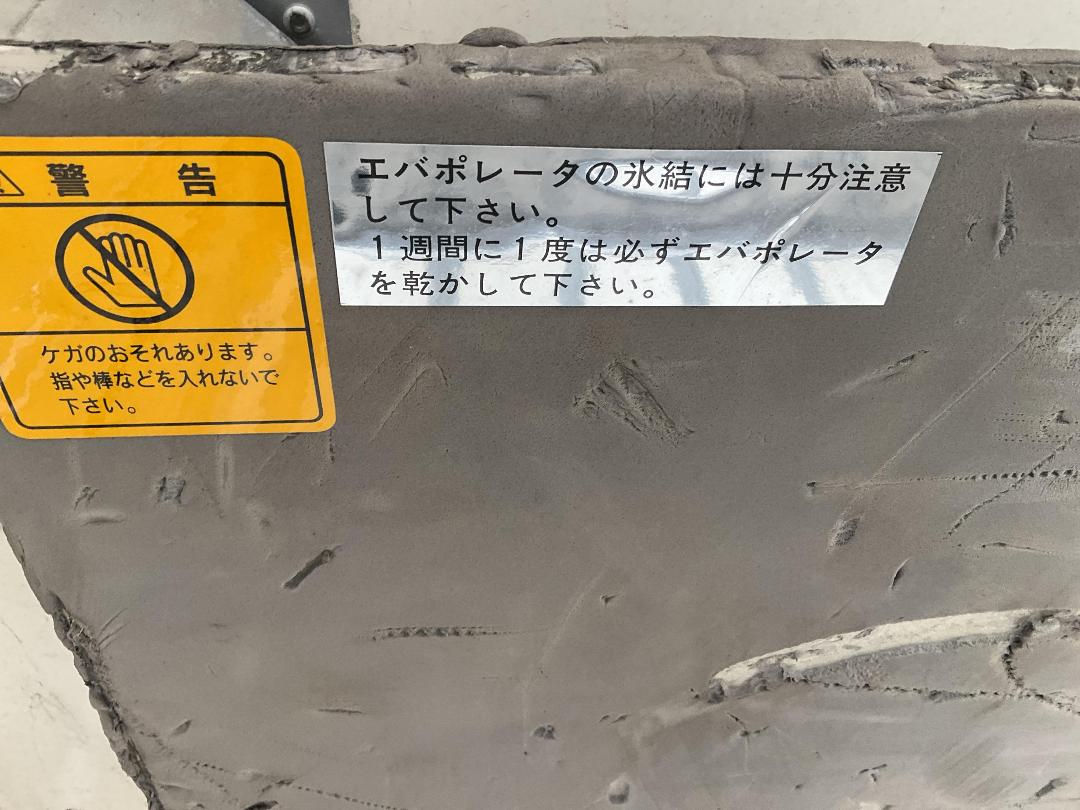 警告
ケガのおそれあります。
指や棒などを入れないで
下さい。
エバポレータの氷結には十分注意
して下さい。
1週間に1度は必ずエバポレータ
を乾かして下さい。